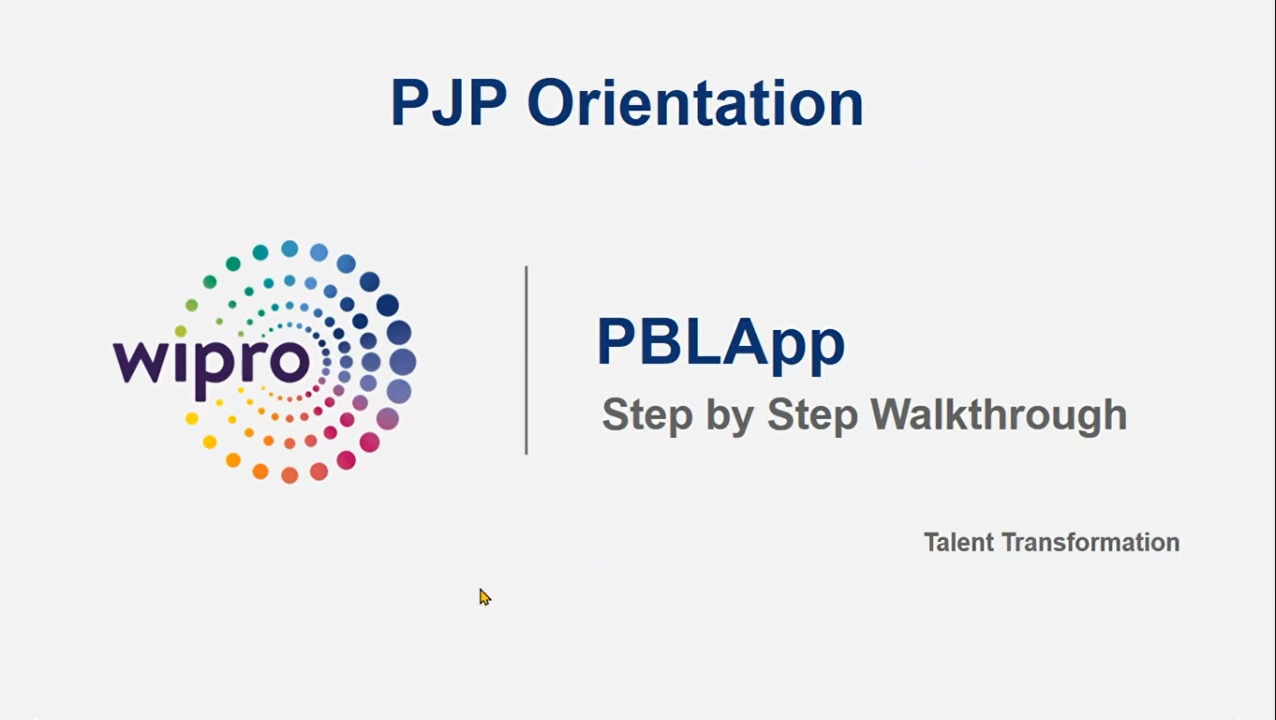 PJP Orientation
wipro
PBLApp
Step by Step Walkthrough
Talent Transformation